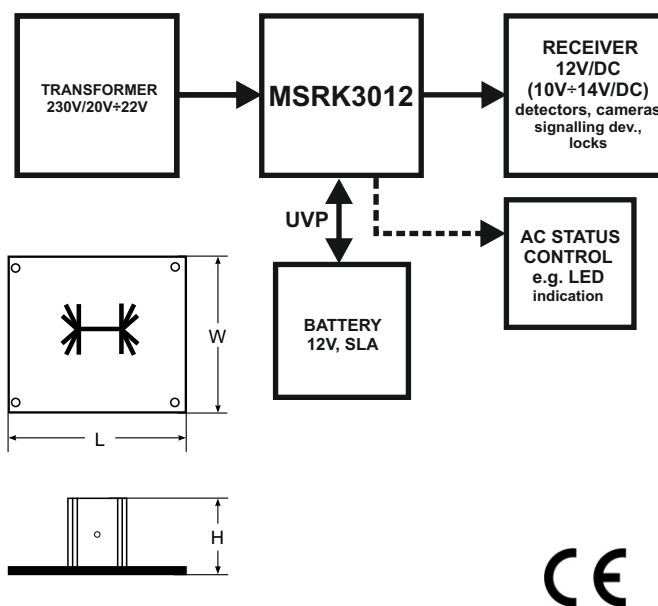 TRANSFORMER
230V/20V÷22V
MSRK3012
RECEIVER
12V/DC
(10V÷14V/DC)
detectors, cameras
signalling dev.,
locks
UVP
AC STATUS
CONTROL
e.g. LED
indication
BATTERY
12V, SLA
W
L
H
CE